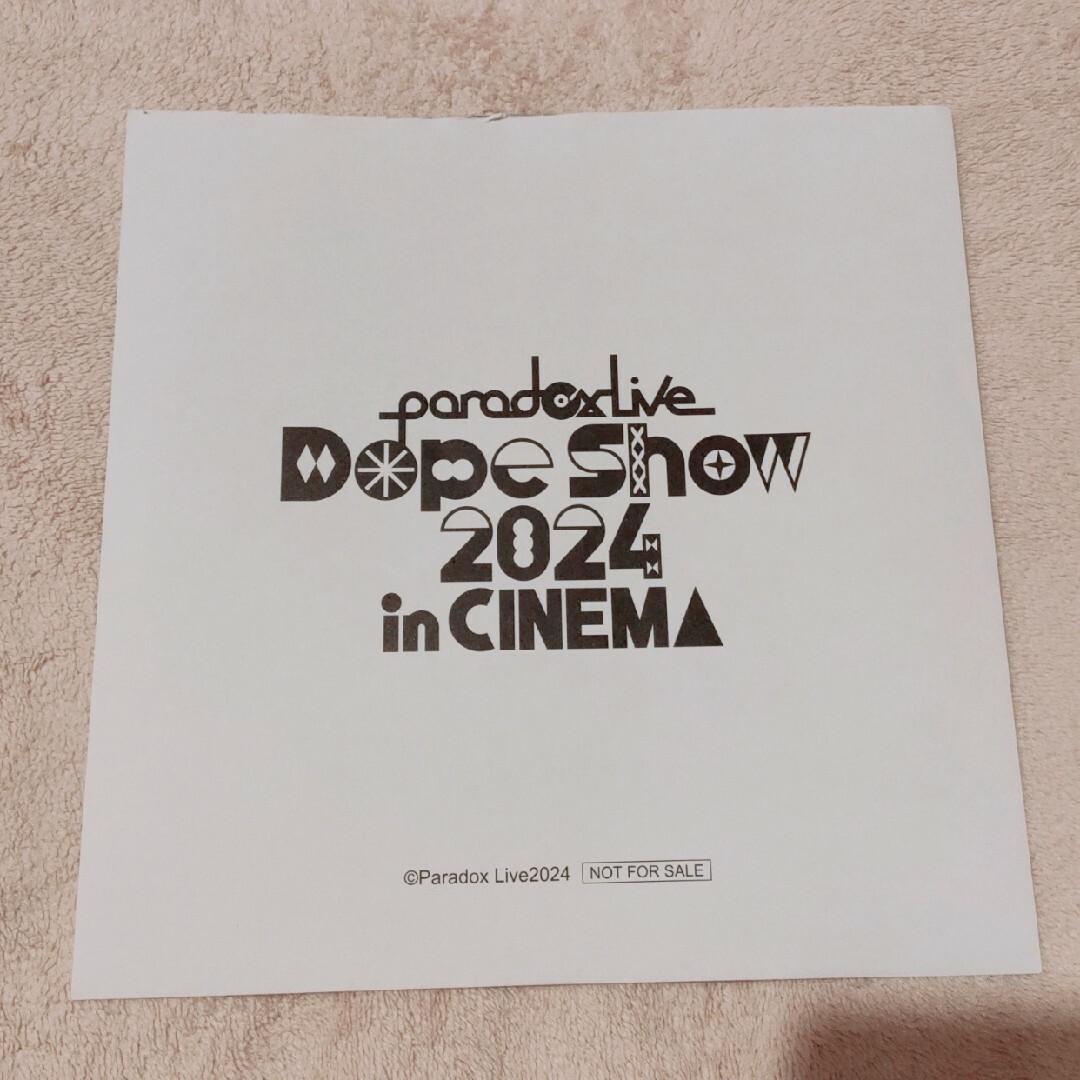 paradox Live
Dope Show
2024
in CINEMA
©Paradox Live2024 NOT FOR SALE